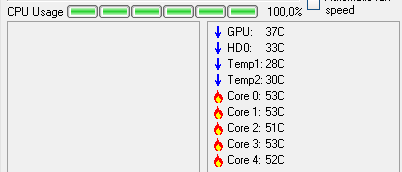 CPU Usage 100,0% speed
GPU: 37C
HD0: 33C
Temp1: 28C
Temp2: 30C
Core 0: 53C
Core 1: 53C
Core 2: 51C
Core 3: 53C
Core 4: 52C